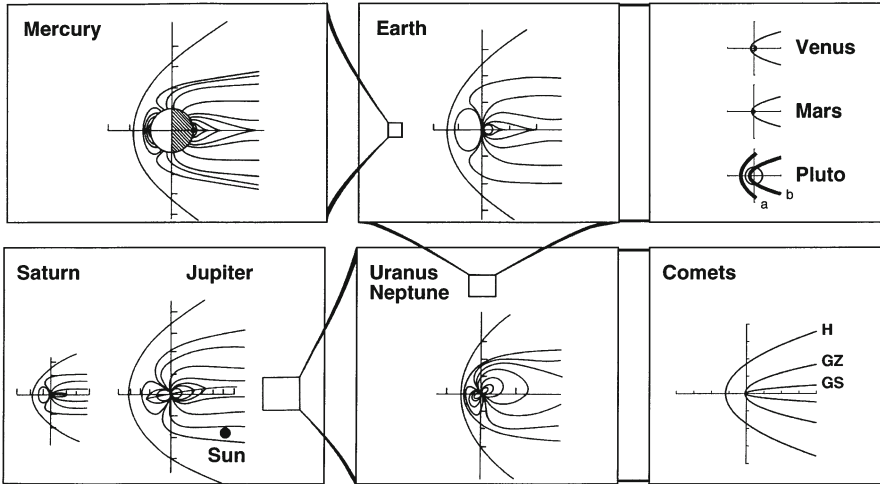 Mercury
Earth
Venus
Mars
Pluto
a
b
Saturn
Jupiter
Sun
Uranus
Neptune
Comets
H
GZ
GS